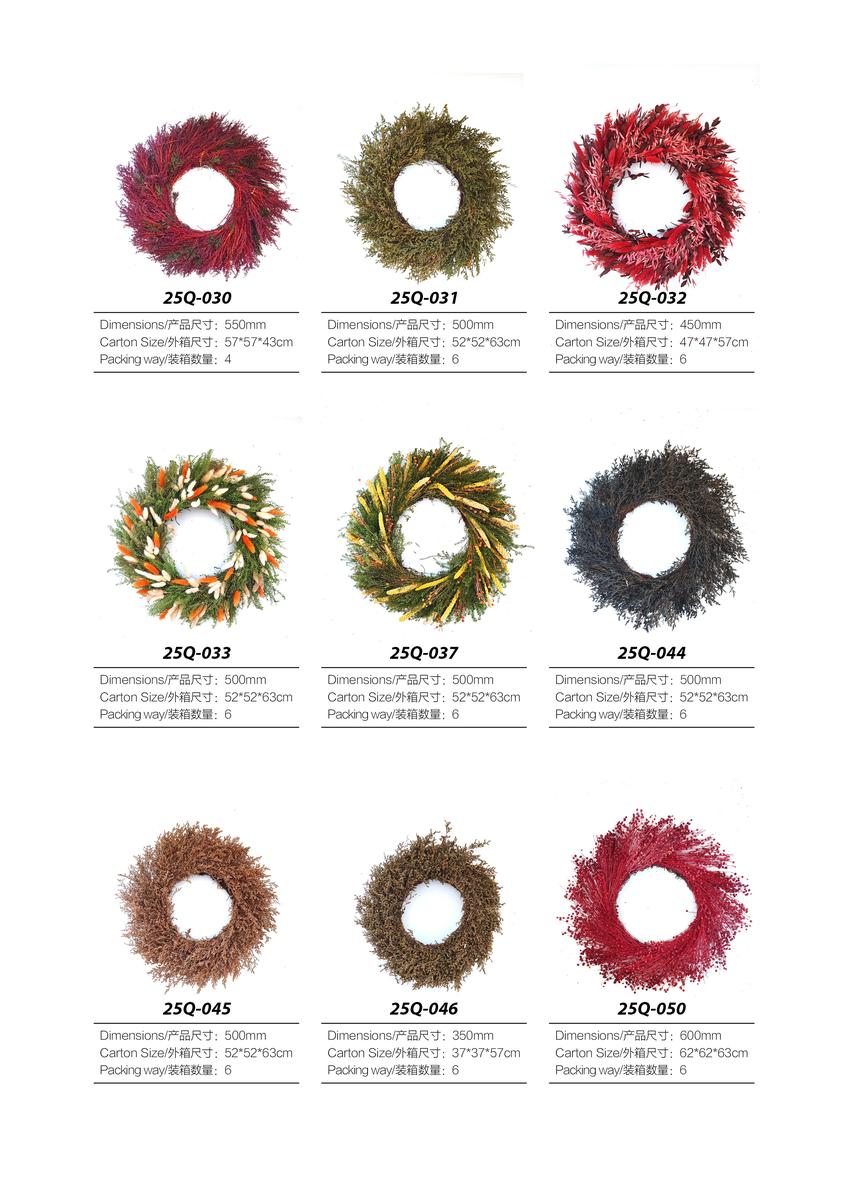 25Q-030
Dimensions/产品尺寸：550mm
Carton Size/外箱尺寸：57*57*43cm
Packing way/装箱数量：4
25Q-031
Dimensions/产品尺寸：500mm
Carton Size/外箱尺寸：52*52*63cm
Packing way/装箱数量：6
25Q-032
Dimensions/产品尺寸：450mm
Carton Size/外箱尺寸：47*47*57cm
Packing way/装箱数量：6
25Q-033
Dimensions/产品尺寸：500mm
Carton Size/外箱尺寸：52*52*63cm
Packing way/装箱数量：6
25Q-037
Dimensions/产品尺寸：500mm
Carton Size/外箱尺寸：52*52*63cm
Packing way/装箱数量：6
25Q-044
Dimensions/产品尺寸：500mm
Carton Size/外箱尺寸：52*52*63cm
Packing way/装箱数量：6
25Q-045
Dimensions/产品尺寸：500mm
Carton Size/外箱尺寸：52*52*63cm
Packing way/装箱数量：6
25Q-046
Dimensions/产品尺寸：350mm
Carton Size/外箱尺寸：37*37*57cm
Packing way/装箱数量：6
25Q-050
Dimensions/产品尺寸：600mm
Carton Size/外箱尺寸：62*62*63cm
Packing way/装箱数量：6